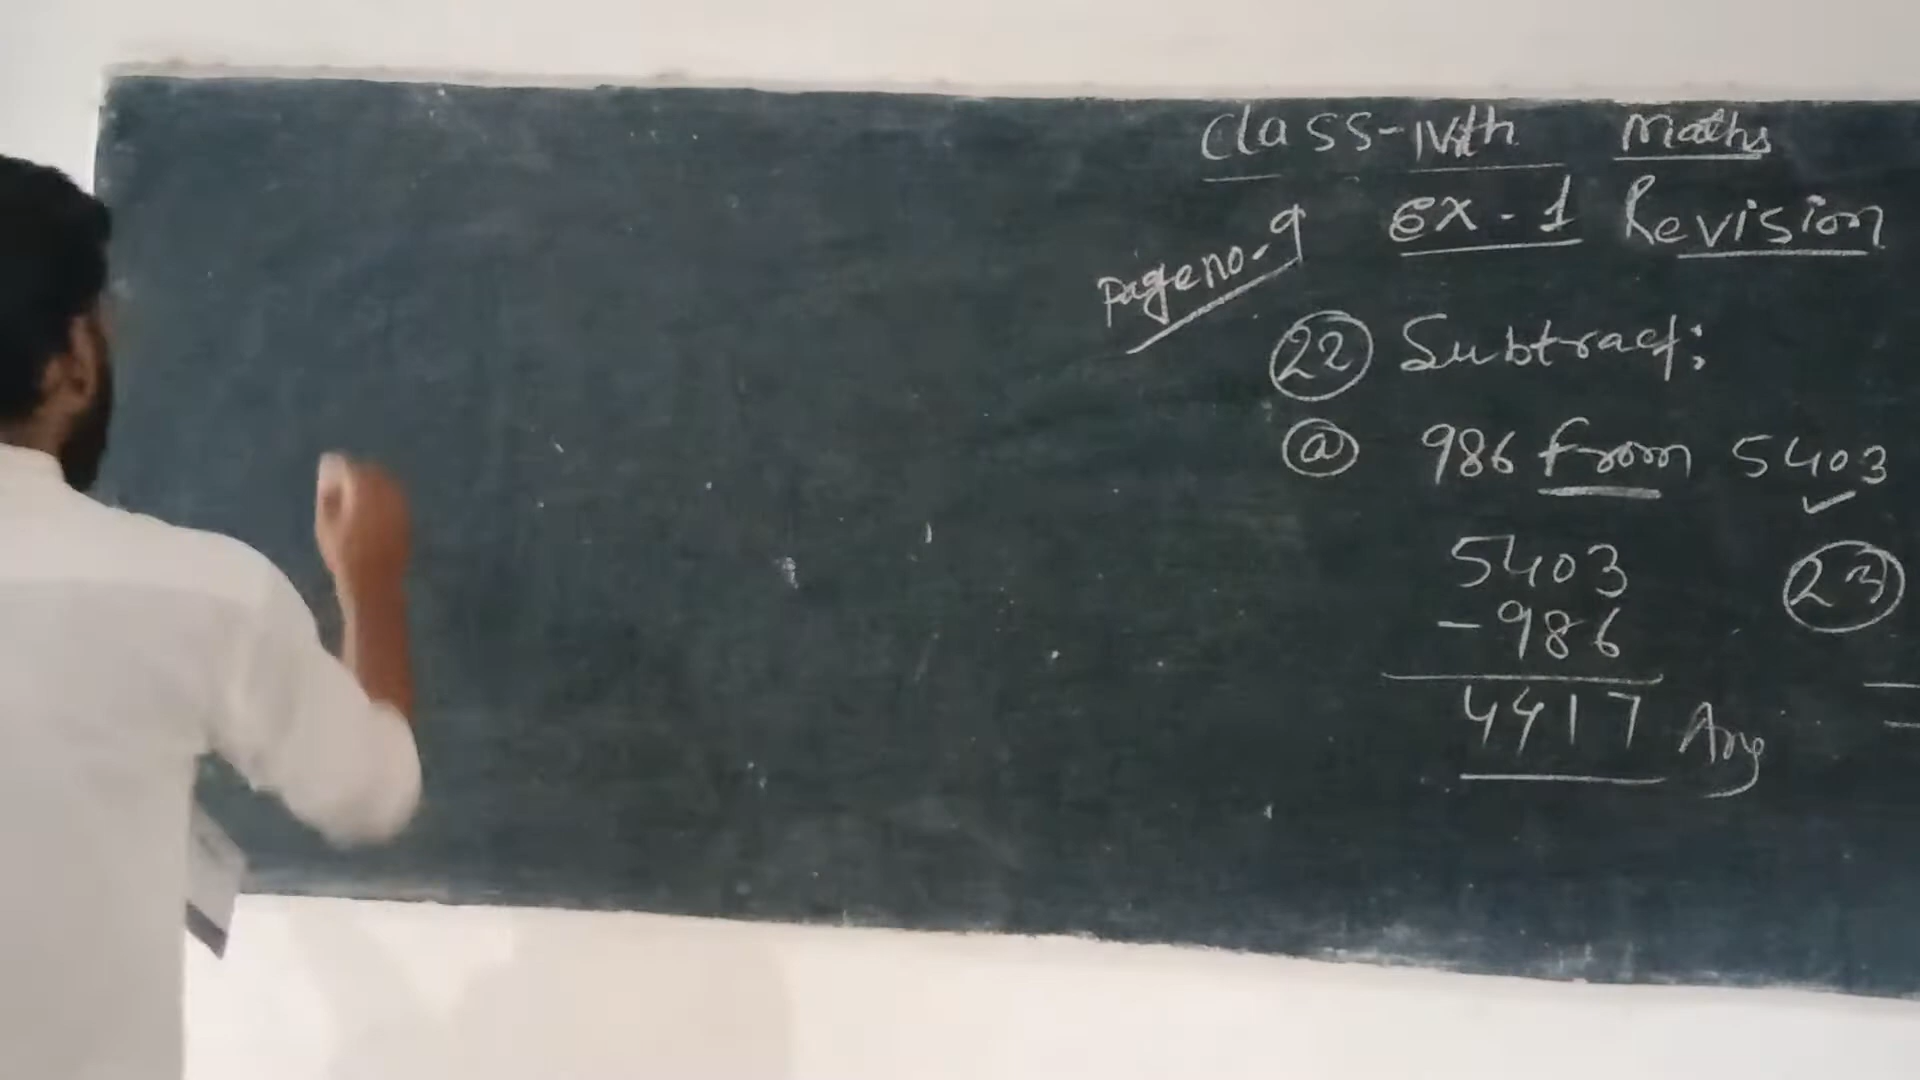 Class-IVth Maths
Ex-1 Revision
Page no-9
22 Subtract:
a 986 from 5403
5403
-986
4417 Ans
23